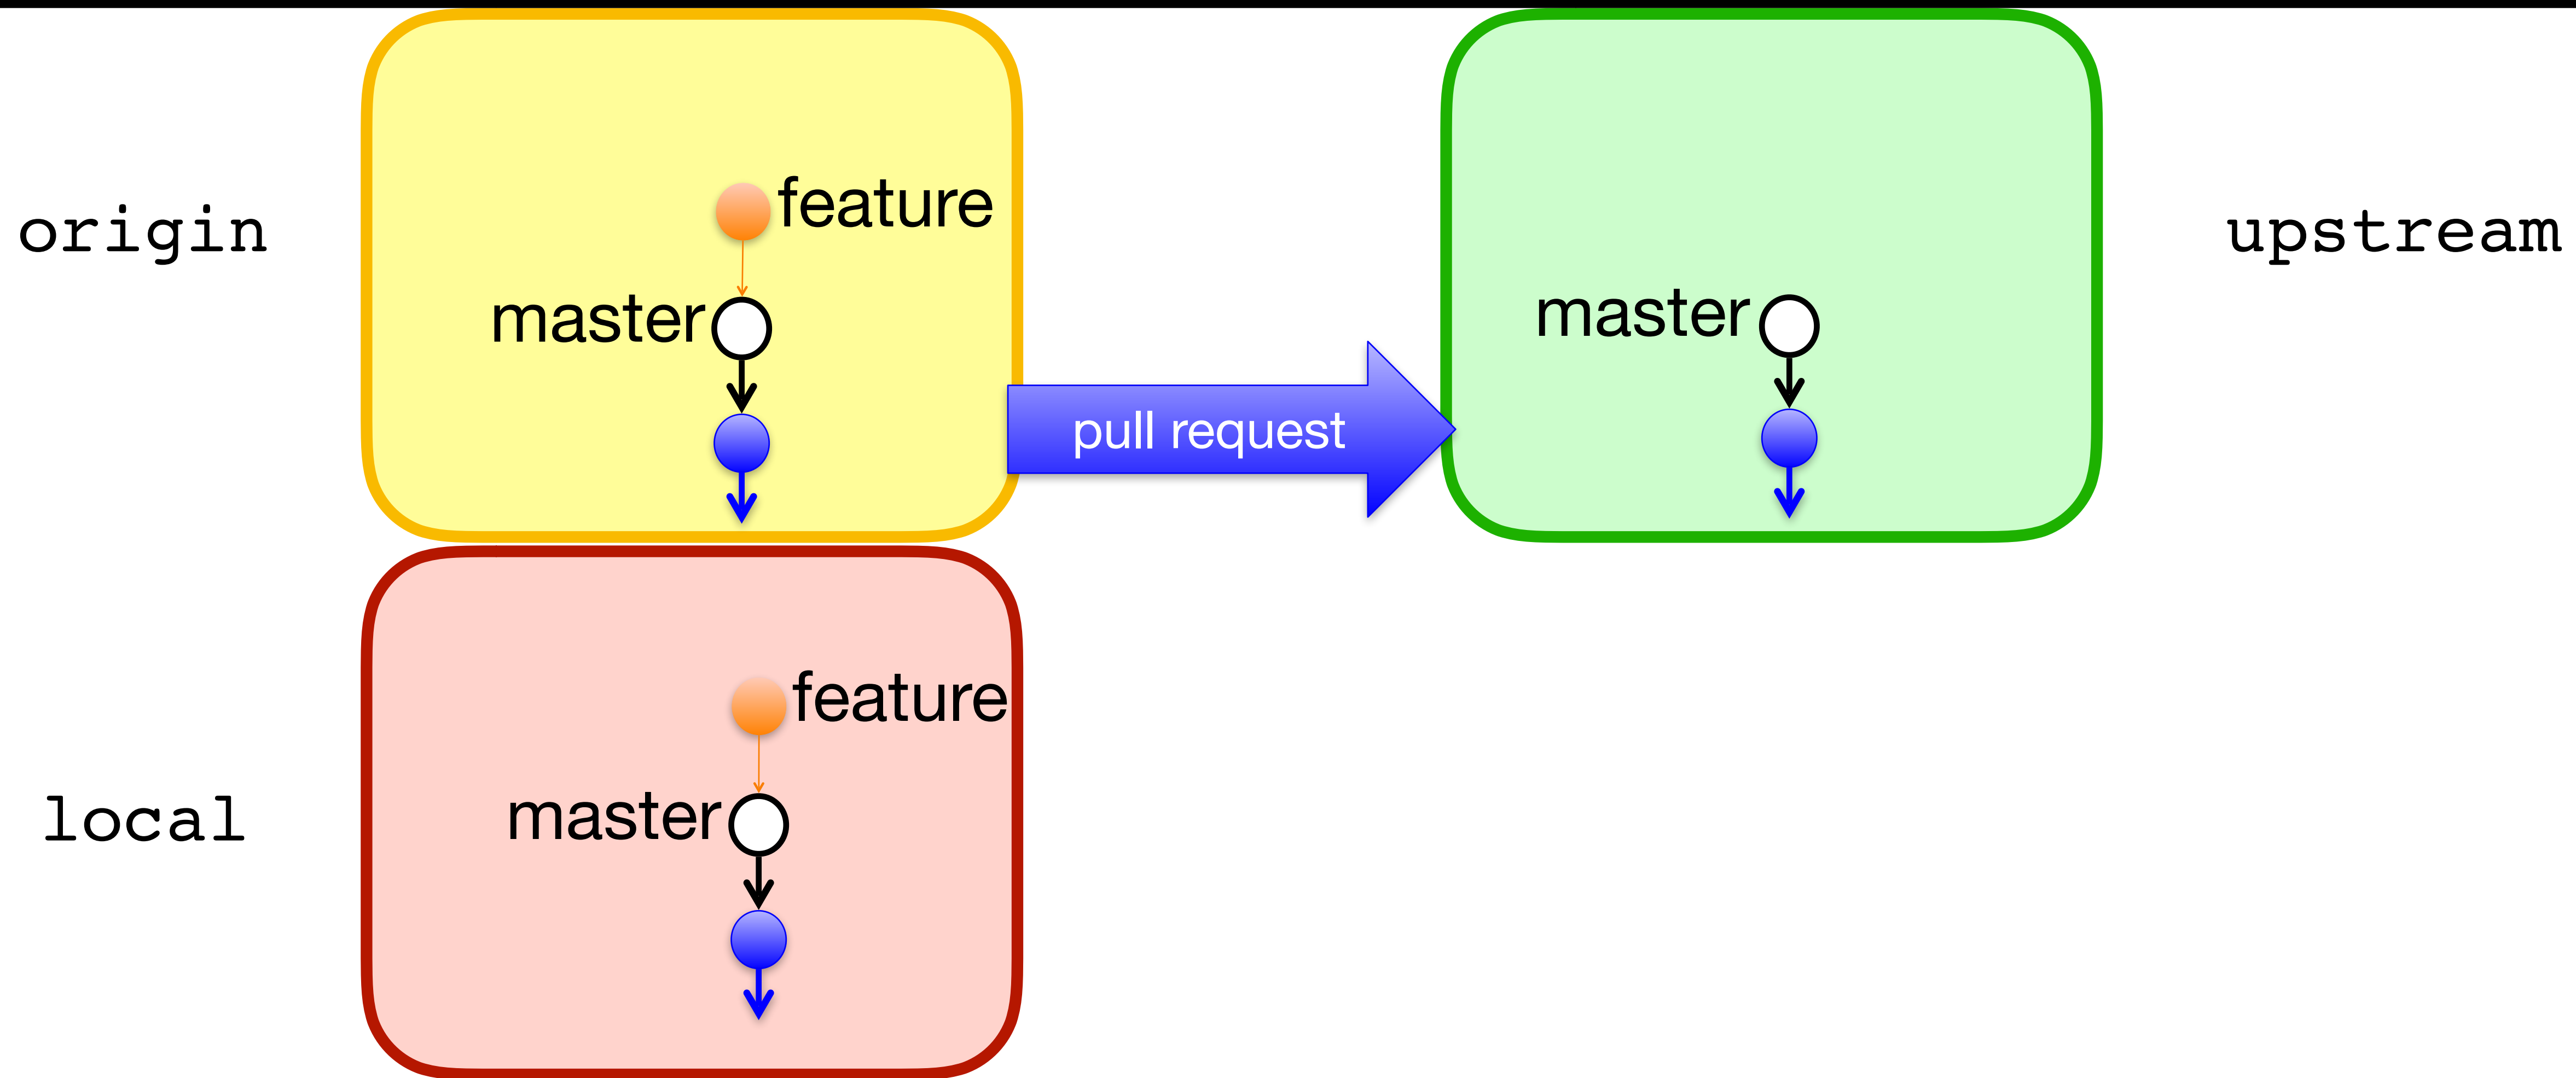 origin
feature
master
pull request
master
upstream
local
feature
master